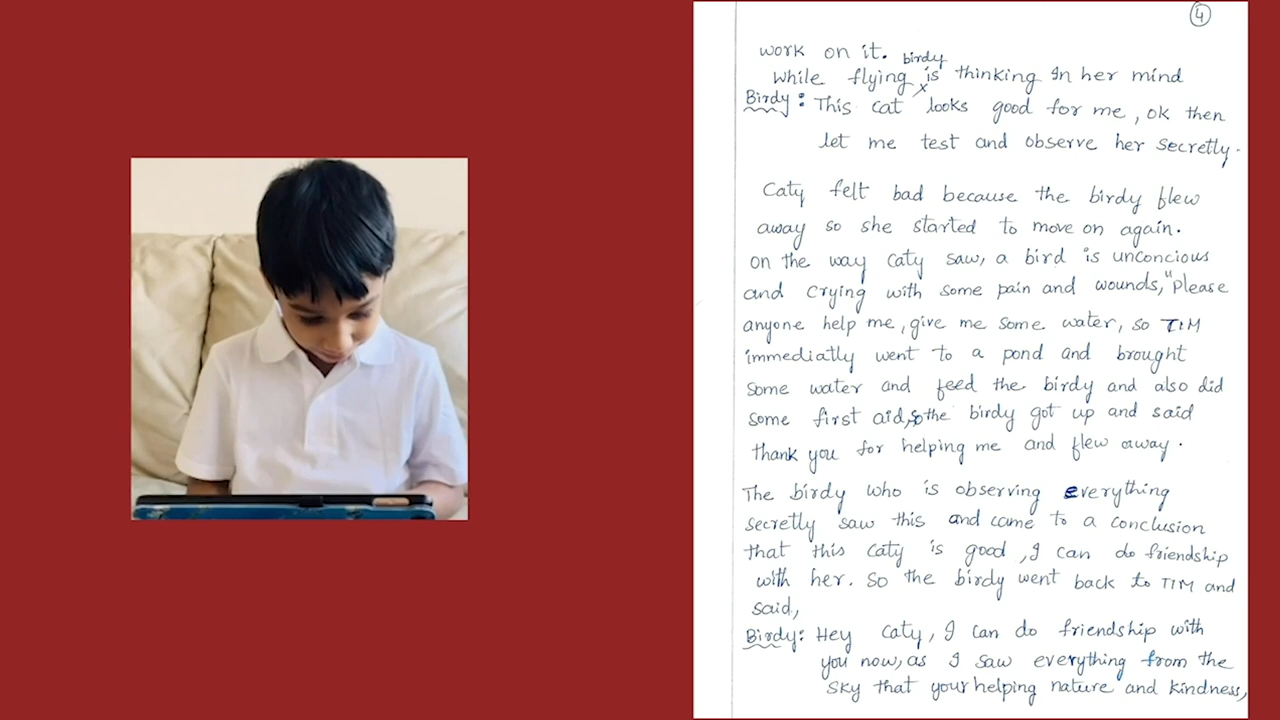 4
work on it.
While flying birdy is thinking in her mind
Birdy: This cat looks good for me, ok then
let me test and observe her secretly.
Caty felt bad because the birdy flew
away so she started to move on again.
on the way caty saw, a bird is unconcious
and crying with some pain and wounds, "Please
anyone help me, give me some water, so TIM
immediatly went to a pond and brought
some water and feed the birdy and also did
some first aid, so the birdy got up and said
thank you for helping me and flew away.
The birdy who is observing everything
secretly saw this and came to a conclusion
that this caty is good, I can do friendship
with her. so the birdy went back to TIM and
said,
Birdy: Hey caty, I can do friendship with
you now, as I saw everything from the
sky that your helping nature and kindness,